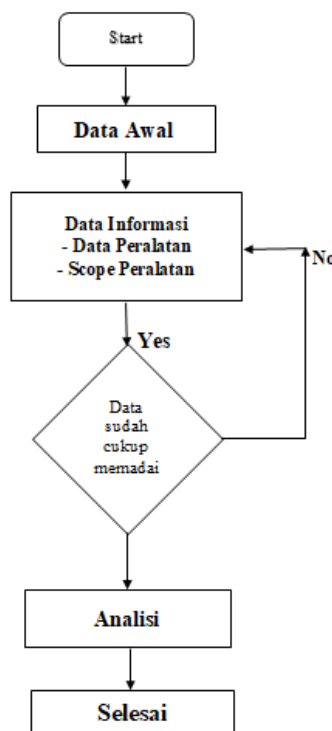 Start
Data Awal
Data Informasi
- Data Peralatan
- Scope Peralatan
No
Yes
Data
sudah
cukup
memadai
Analisi
Selesai